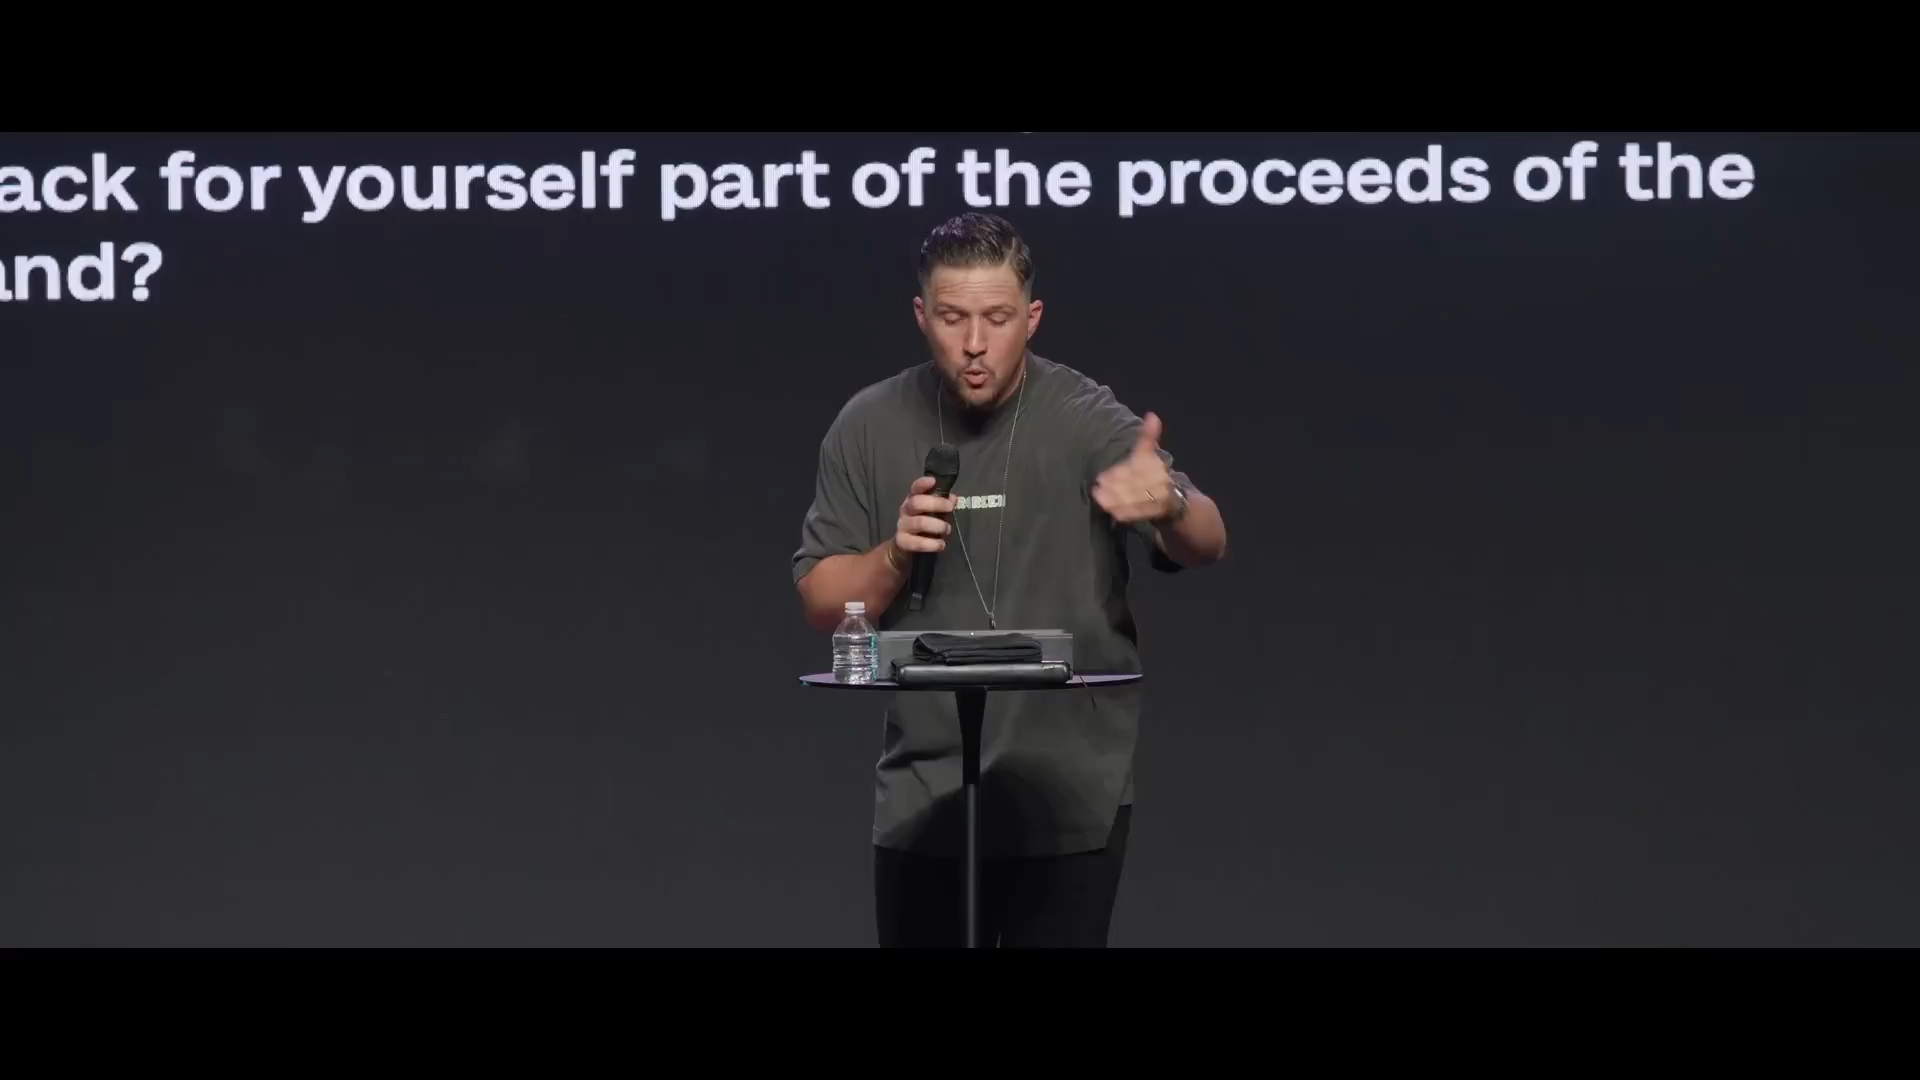 ack for yourself part of the proceeds of the
and?